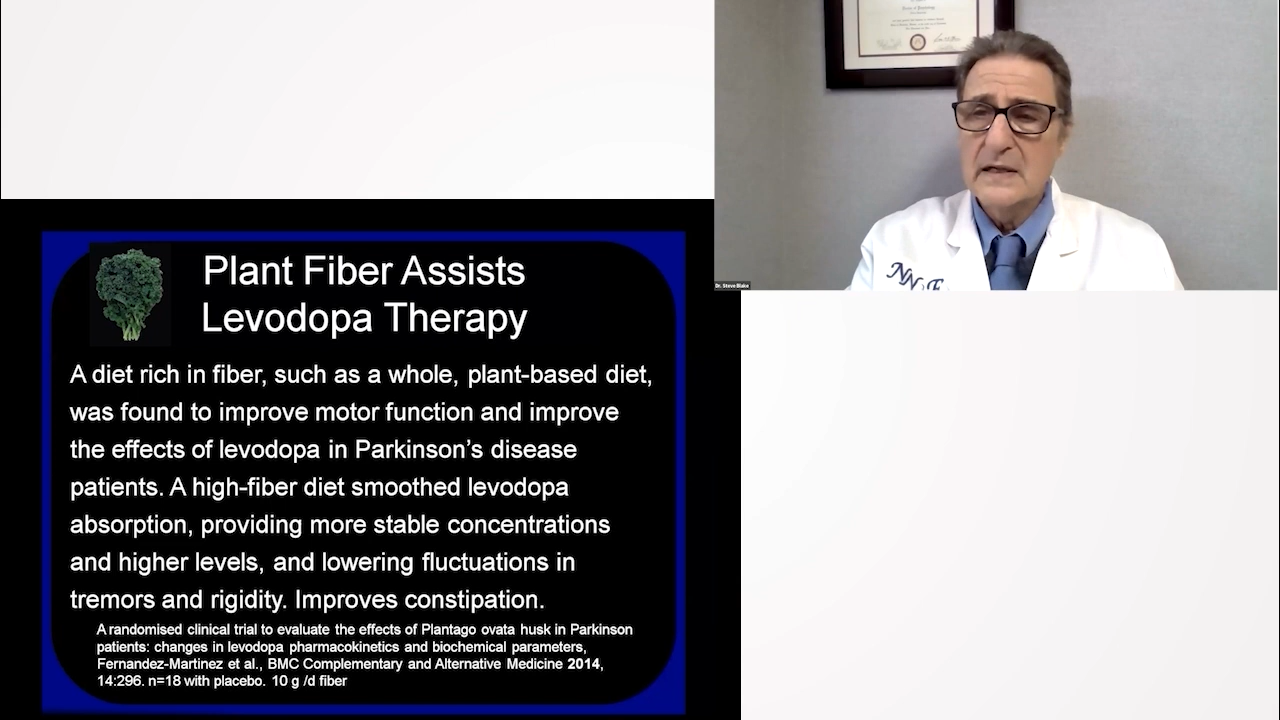 Plant Fiber Assists
Levodopa Therapy
A diet rich in fiber, such as a whole, plant-based diet,
was found to improve motor function and improve
the effects of levodopa in Parkinson's disease
patients. A high-fiber diet smoothed levodopa
absorption, providing more stable concentrations
and higher levels, and lowering fluctuations in
tremors and rigidity. Improves constipation.
A randomised clinical trial to evaluate the effects of Plantago ovata husk in Parkinson
patients: changes in levodopa pharmacokinetics and biochemical parameters,
Fernandez-Martinez et al., BMC Complementary and Alternative Medicine 2014,
14:296. n=18 with placebo. 10 g /d fiber
Dr. Steve Blake